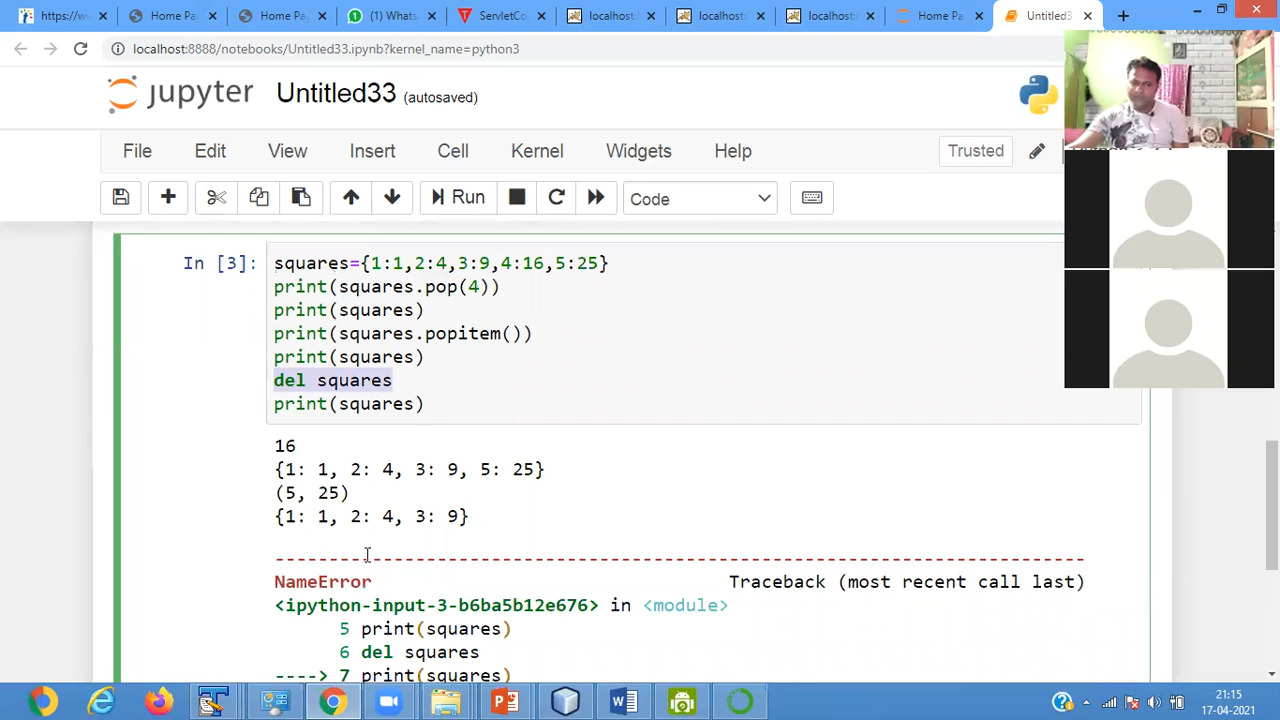 https://w
Home Pa
Home Pa
(1) Whats
ServletCo
localhost:
localhost/
localhost/
Home Pa
Untitled3
localhost:8888/notebooks/Untitled33.ipynb?kernel_name=python3
jupyter Untitled33 (autosaved)
File Edit View Insert Cell Kernel Widgets Help Trusted
Run Code
In [3]: squares={1:1,2:4,3:9,4:16,5:25}
print(squares.pop(4))
print(squares)
print(squares.popitem())
print(squares)
del squares
print(squares)
16
{1: 1, 2: 4, 3: 9, 5: 25}
(5, 25)
{1: 1, 2: 4, 3: 9}
---------------------------------------------------------------------------
NameError Traceback (most recent call last)
<ipython-input-3-b6ba5b12e676> in <module>
5 print(squares)
6 del squares
----> 7 print(squares)
21:15
17-04-2021